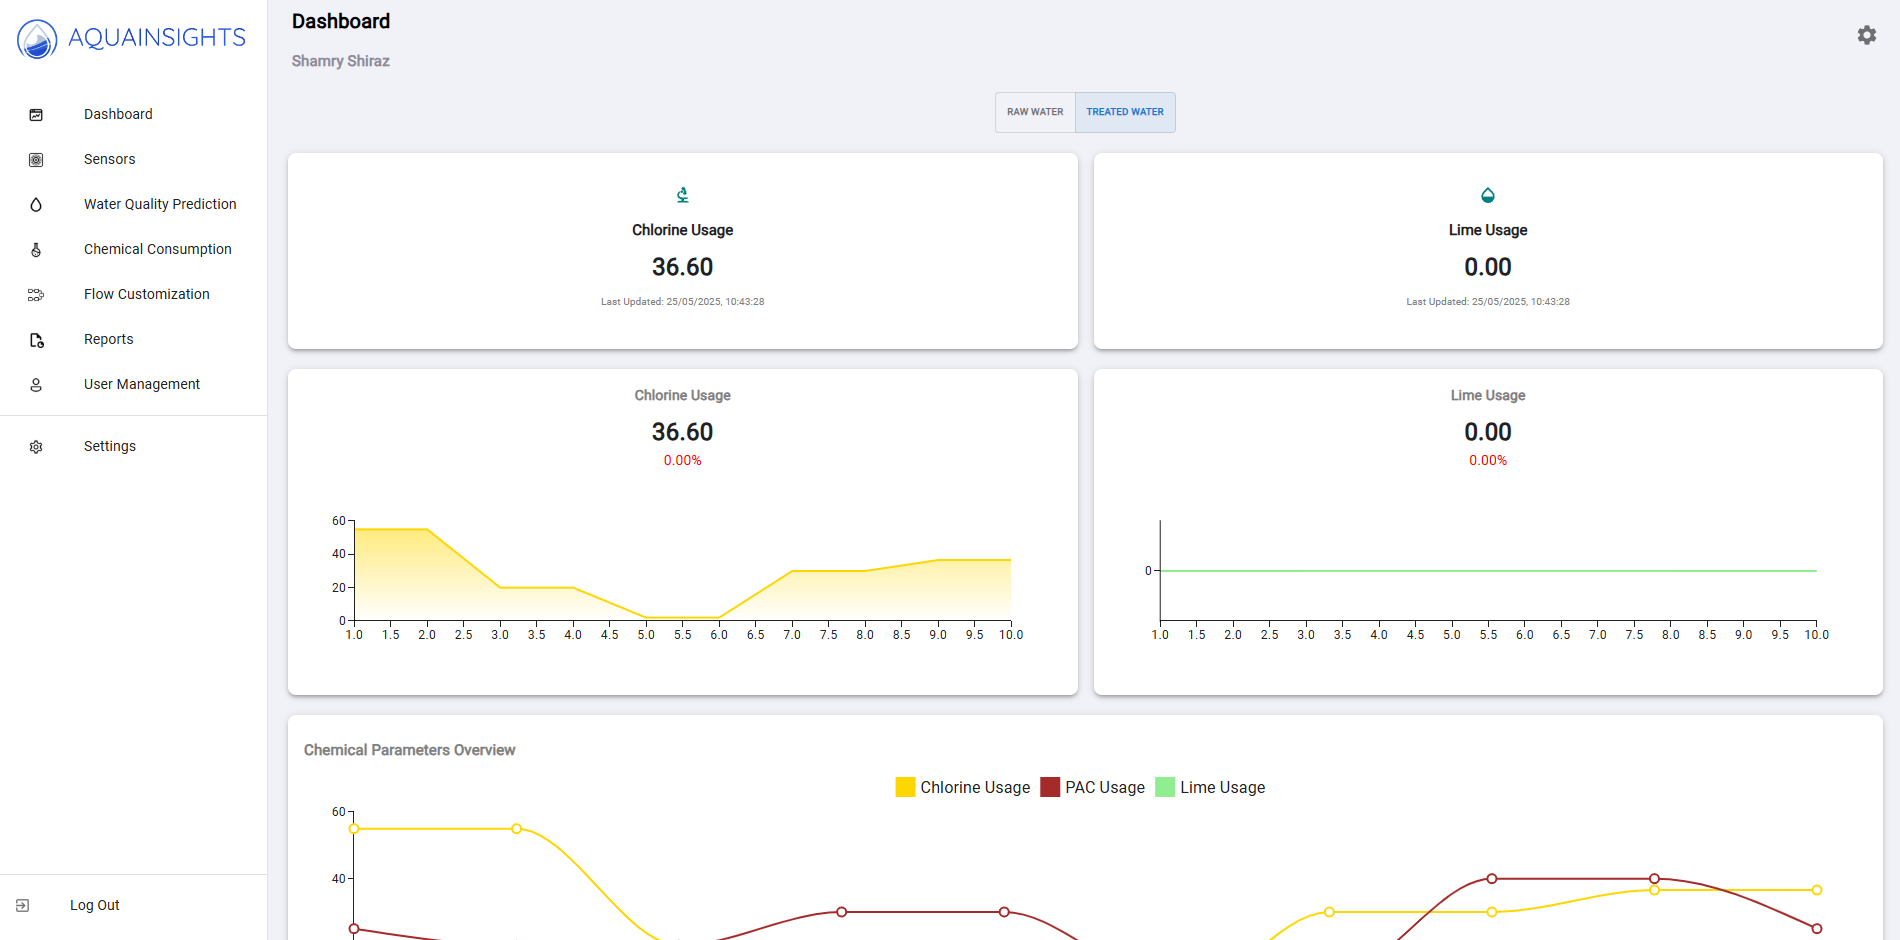 AQUAINSIGHTS
Dashboard
Sensors
Water Quality Prediction
Chemical Consumption
Flow Customization
Reports
User Management
Settings
Log Out
Dashboard
Shamry Shiraz
RAW WATER TREATED WATER
Chlorine Usage
36.60
Last Updated: 25/05/2025, 10:43:28
Lime Usage
0.00
Last Updated: 25/05/2025, 10:43:28
Chlorine Usage
36.60
0.00%
60
40
20
0
1.0 1.5 2.0 2.5 3.0 3.5 4.0 4.5 5.0 5.5 6.0 6.5 7.0 7.5 8.0 8.5 9.0 9.5 10.0
Lime Usage
0.00
0.00%
0
1.0 1.5 2.0 2.5 3.0 3.5 4.0 4.5 5.0 5.5 6.0 6.5 7.0 7.5 8.0 8.5 9.0 9.5 10.0
Chemical Parameters Overview
Chlorine Usage PAC Usage Lime Usage
60
40